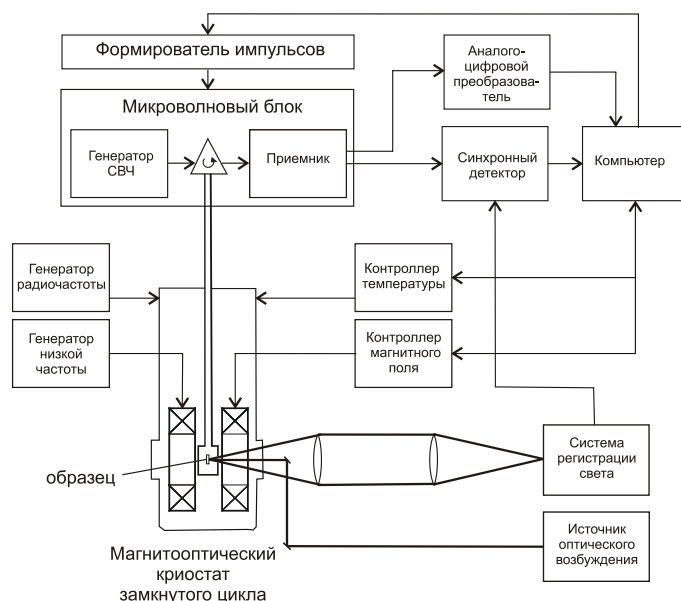 Формирователь импульсов
Аналого-
цифровой
преобразова-
тель
Микроволновый блок
Генератор
СВЧ
Приемник
Синхронный
детектор
Компьютер
Генератор
радиочастоты
Контроллер
температуры
Генератор
низкой
частоты
Контроллер
магнитного
поля
образец
Система
регистрации
света
Магнитооптический
криостат
замкнутого цикла
Источник
оптического
возбуждения